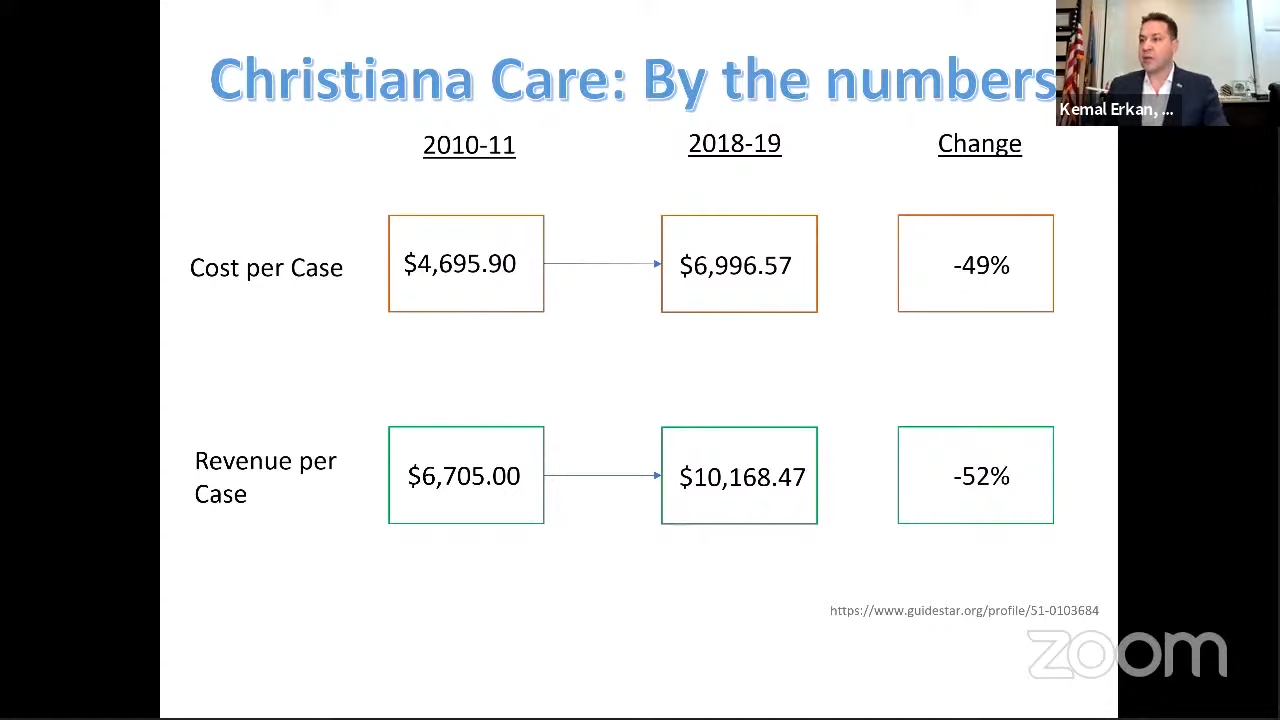 Christiana Care: By the numbers
Kemal Erkan, ...
2010-11
2018-19
Change
Cost per Case
$4,695.90
$6,996.57
-49%
Revenue per
Case
$6,705.00
$10,168.47
-52%
https://www.guidestar.org/profile/51-0103684
zoom